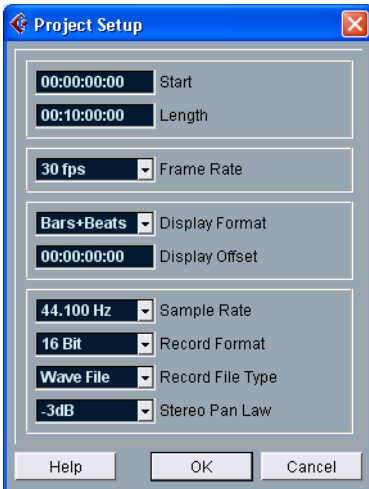 Project Setup
00:00:00:00 Start
00:10:00:00 Length
30 fps Frame Rate
Bars+Beats Display Format
00:00:00:00 Display Offset
44.100 Hz Sample Rate
16 Bit Record Format
Wave File Record File Type
-3dB Stereo Pan Law
Help OK Cancel